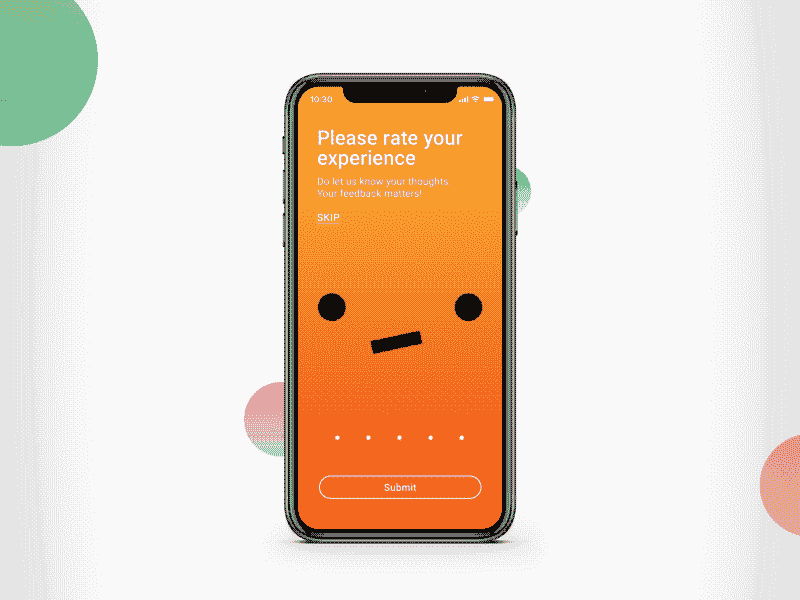 10:30
Please rate your
experience
Do let us know your thoughts
Your feedback matters!
SKIP
Submit